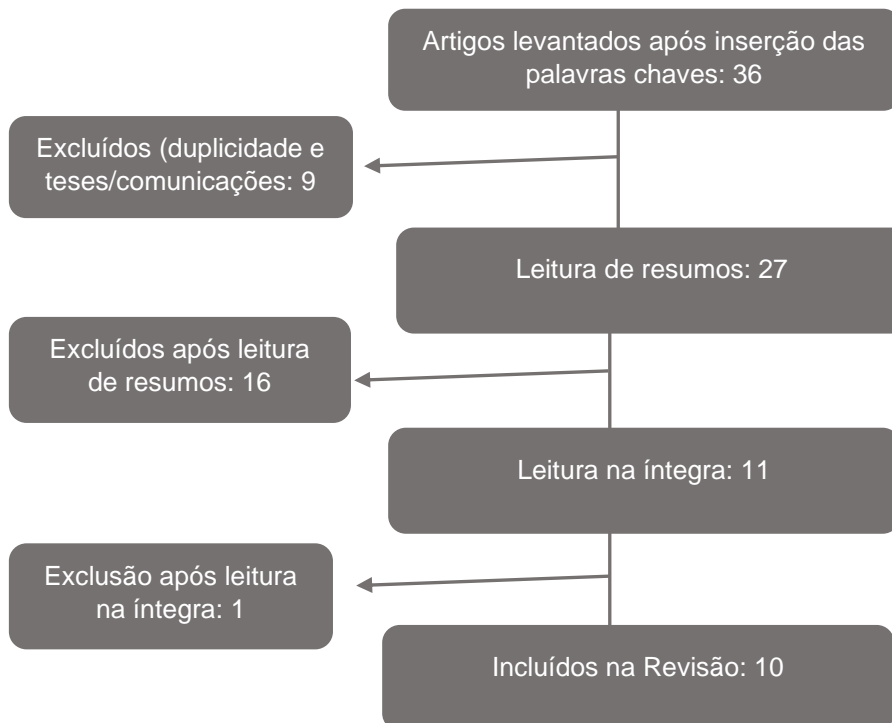 Artigos levantados após inserção das
palavras chaves: 36
Excluídos (duplicidade e
teses/comunicações: 9
Leitura de resumos: 27
Excluídos após leitura
de resumos: 16
Leitura na íntegra: 11
Exclusão após leitura
na íntegra: 1
Incluídos na Revisão: 10